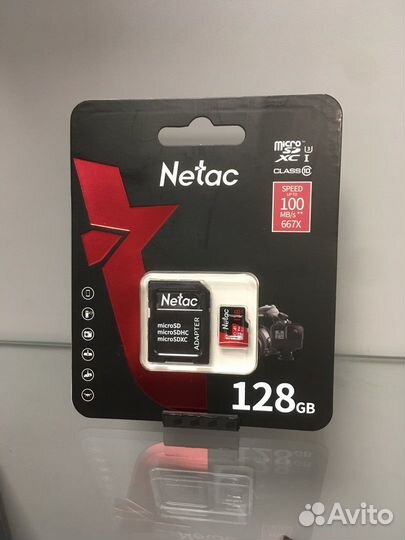 Netac
micro
SD
XC I
U3
CLASS 10
SPEED
UP TO
100
MB/s**
667X
Netac
microSD
microSDHC
microSDXC
ADAPTER
Netac
128GB
Avito